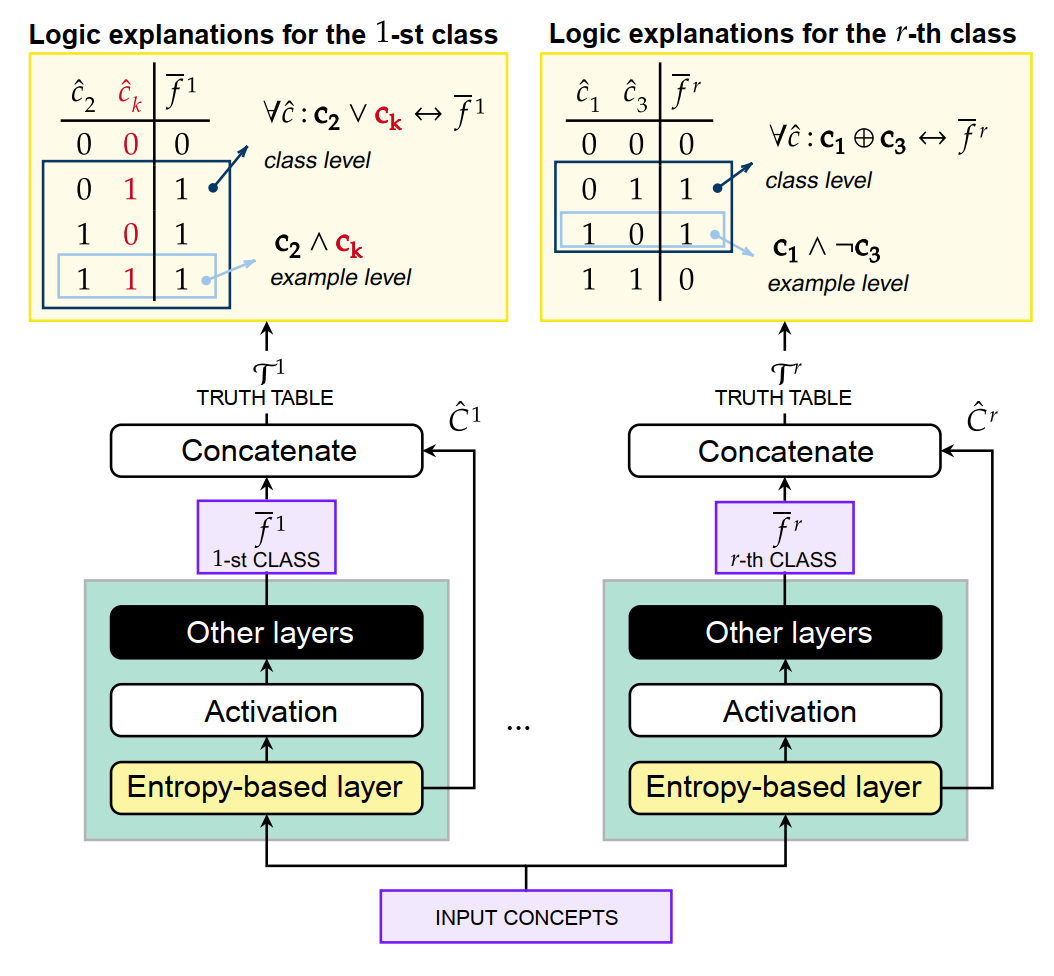 Logic explanations for the 1-st class
ĉ₂ ĉₖ f̅¹
0 0 0
0 1 1
1 0 1
1 1 1
∀ĉ : c₂ ∨ cₖ ↔ f̅¹
class level
c₂ ∧ cₖ
example level
Logic explanations for the r-th class
ĉ₁ ĉ₃ f̅ʳ
0 0 0
0 1 1
1 0 1
1 1 0
∀ĉ : c₁ ⊕ c₃ ↔ f̅ʳ
class level
c₁ ∧ ¬c₃
example level
𝒯¹
TRUTH TABLE
Ĉ¹
Concatenate
f̅¹
1-st CLASS
Other layers
Activation
Entropy-based layer
...
𝒯ʳ
TRUTH TABLE
Ĉʳ
Concatenate
f̅ʳ
r-th CLASS
Other layers
Activation
Entropy-based layer
INPUT CONCEPTS